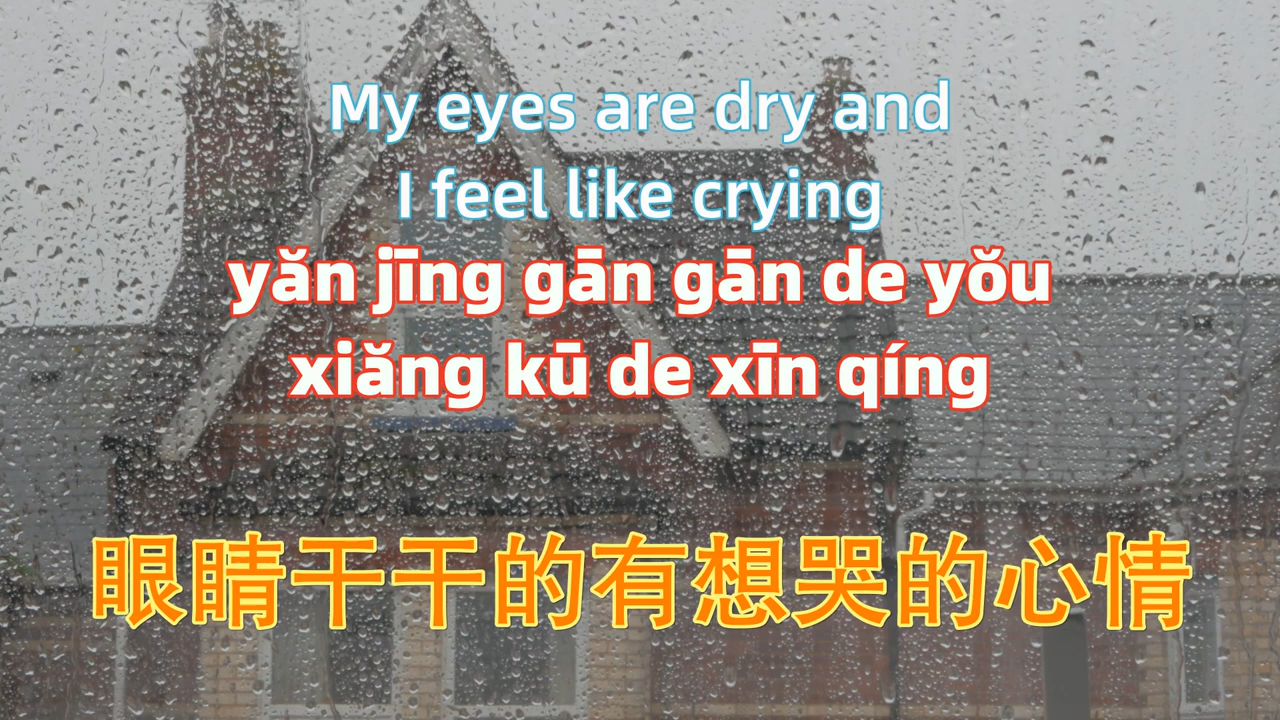 My eyes are dry and
I feel like crying
yǎn jīng gān gān de yǒu
xiǎng kū de xīn qíng
眼睛干干的有想哭的心情